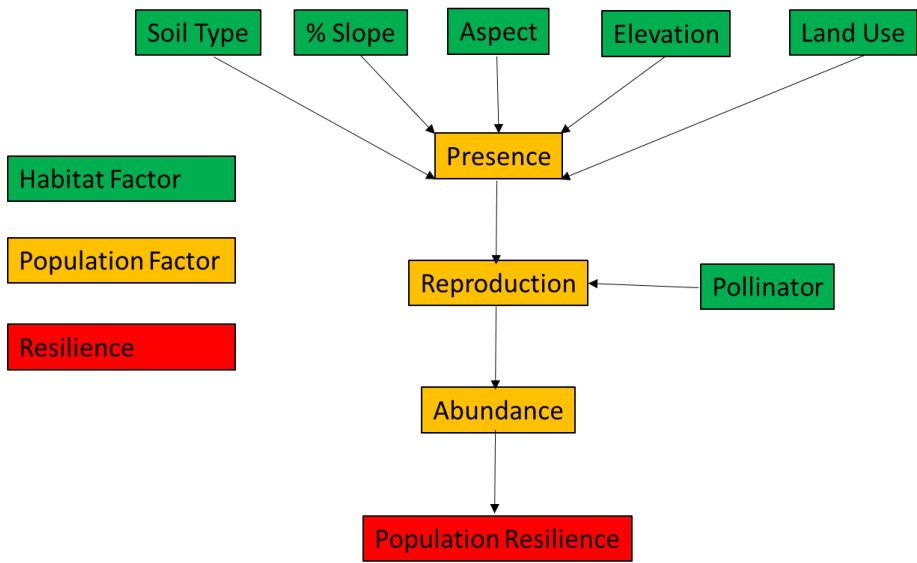 Soil Type
% Slope
Aspect
Elevation
Land Use
Presence
Habitat Factor
Population Factor
Reproduction
Pollinator
Resilience
Abundance
Population Resilience